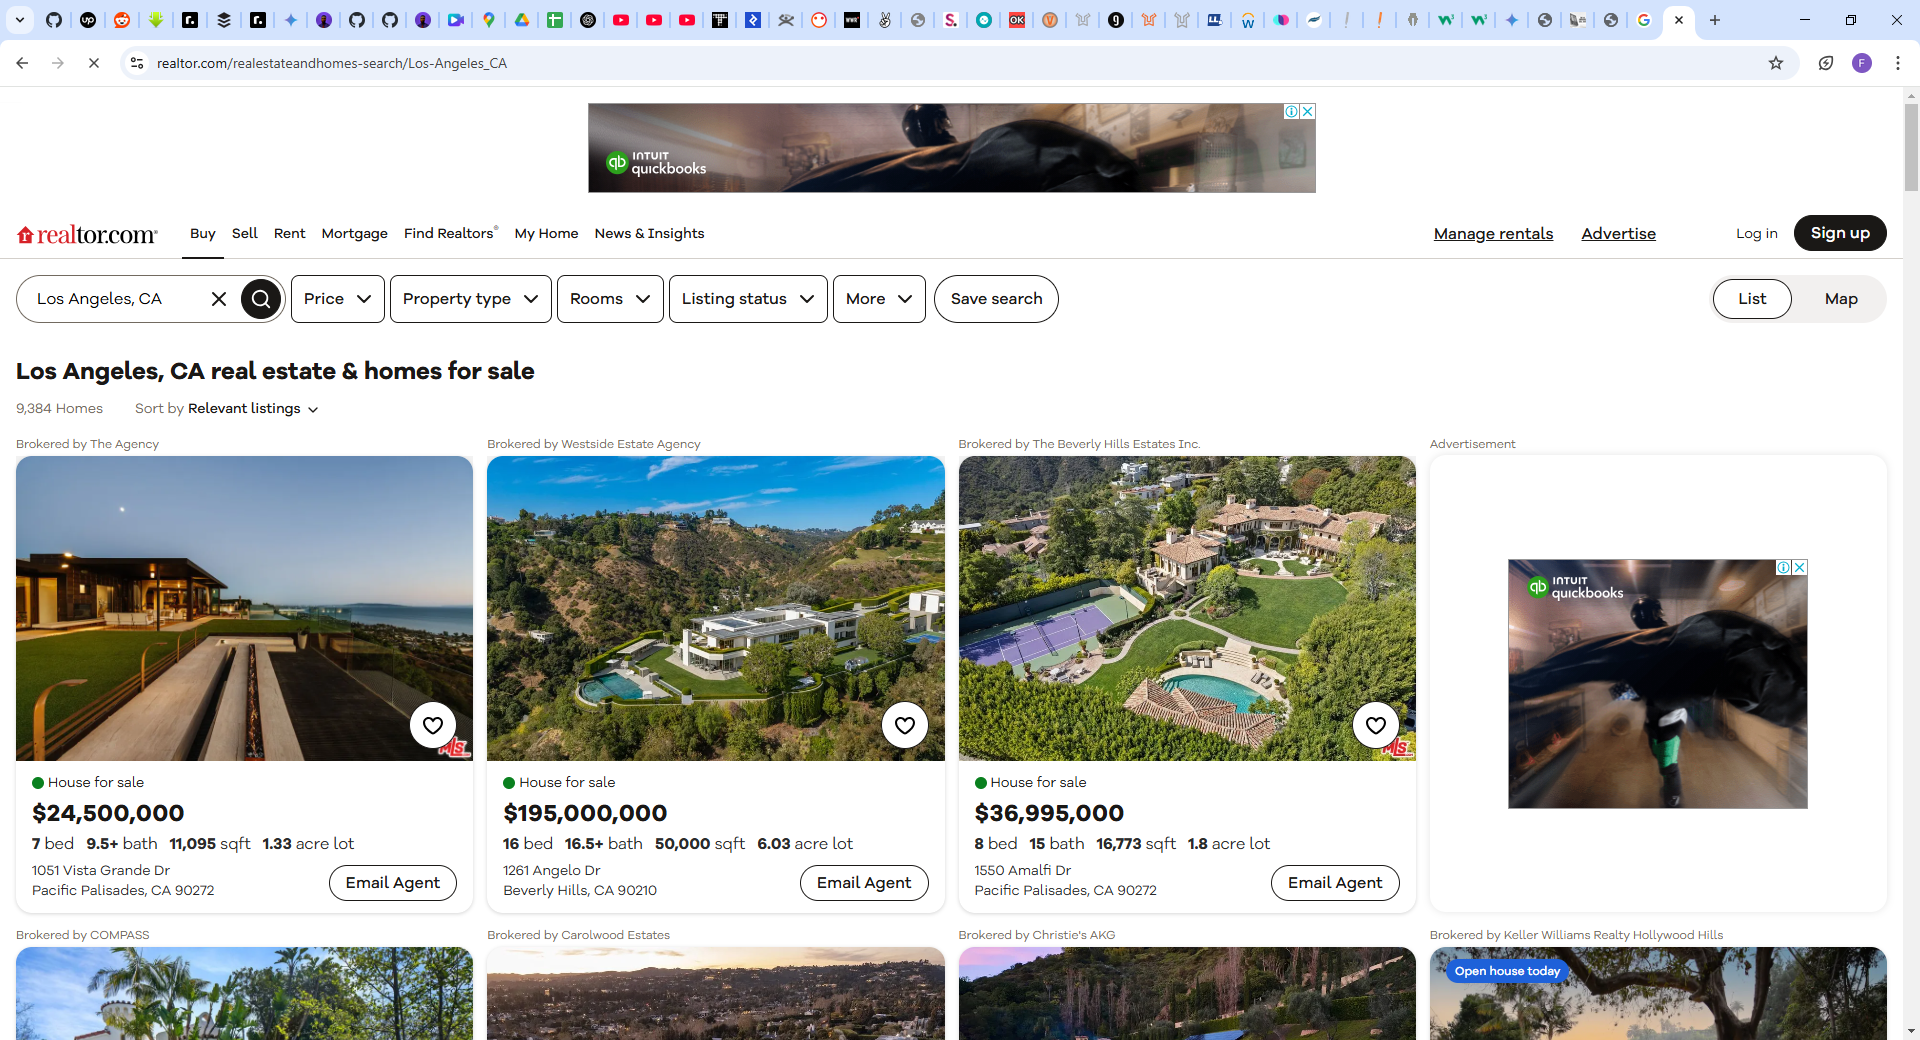 realtor.com/realestateandhomes-search/Los-Angeles_CA
F
INTUIT
quickbooks
realtor.com®
Buy
Sell
Rent
Mortgage
Find Realtors®
My Home
News & Insights
Manage rentals
Advertise
Log in
Sign up
Los Angeles, CA
Price
Property type
Rooms
Listing status
More
Save search
List
Map
Los Angeles, CA real estate & homes for sale
9,384 Homes
Sort by Relevant listings
Brokered by The Agency
MLS
House for sale
$24,500,000
7 bed 9.5+ bath 11,095 sqft 1.33 acre lot
1051 Vista Grande Dr
Pacific Palisades, CA 90272
Email Agent
Brokered by Westside Estate Agency
House for sale
$195,000,000
16 bed 16.5+ bath 50,000 sqft 6.03 acre lot
1261 Angelo Dr
Beverly Hills, CA 90210
Email Agent
Brokered by The Beverly Hills Estates Inc.
MLS
House for sale
$36,995,000
8 bed 15 bath 16,773 sqft 1.8 acre lot
1550 Amalfi Dr
Pacific Palisades, CA 90272
Email Agent
Advertisement
INTUIT
quickbooks
Brokered by COMPASS
Brokered by Carolwood Estates
Brokered by Christie's AKG
Brokered by Keller Williams Realty Hollywood Hills
Open house today